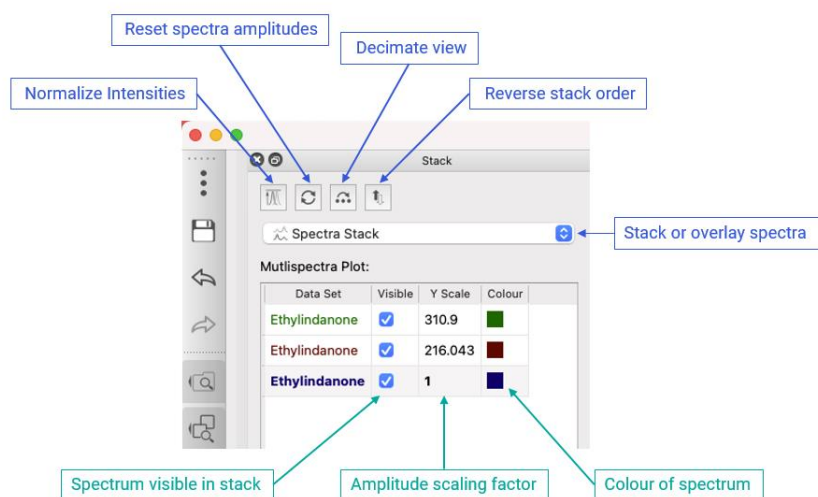 Reset spectra amplitudes
Decimate view
Normalize Intensities
Reverse stack order
Stack
Spectra Stack
Stack or overlay spectra
Mutlispectra Plot:
Data Set Visible Y Scale Colour
Ethylindanone 310.9
Ethylindanone 216.043
Ethylindanone 1
Spectrum visible in stack
Amplitude scaling factor
Colour of spectrum